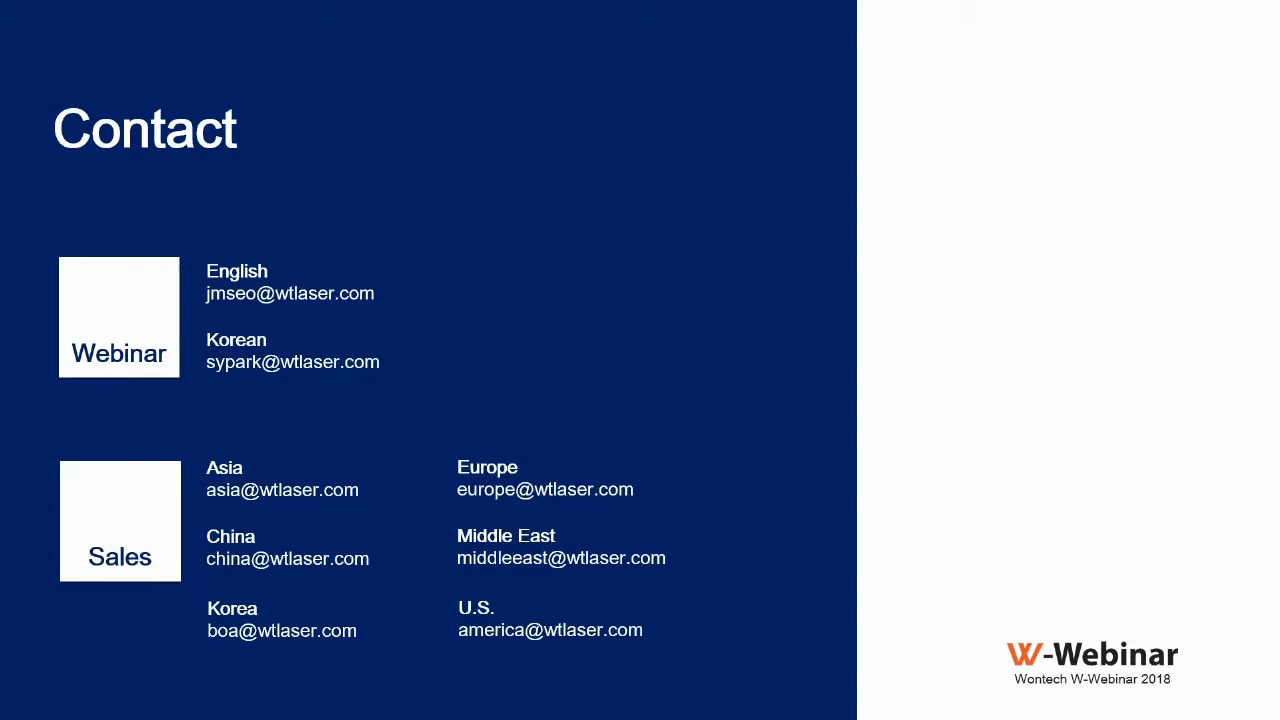 Contact
Webinar
English
jmseo@wtlaser.com
Korean
sypark@wtlaser.com
Sales
Asia
asia@wtlaser.com
China
china@wtlaser.com
Korea
boa@wtlaser.com
Europe
europe@wtlaser.com
Middle East
middleeast@wtlaser.com
U.S.
america@wtlaser.com
W-Webinar
Wontech W-Webinar 2018